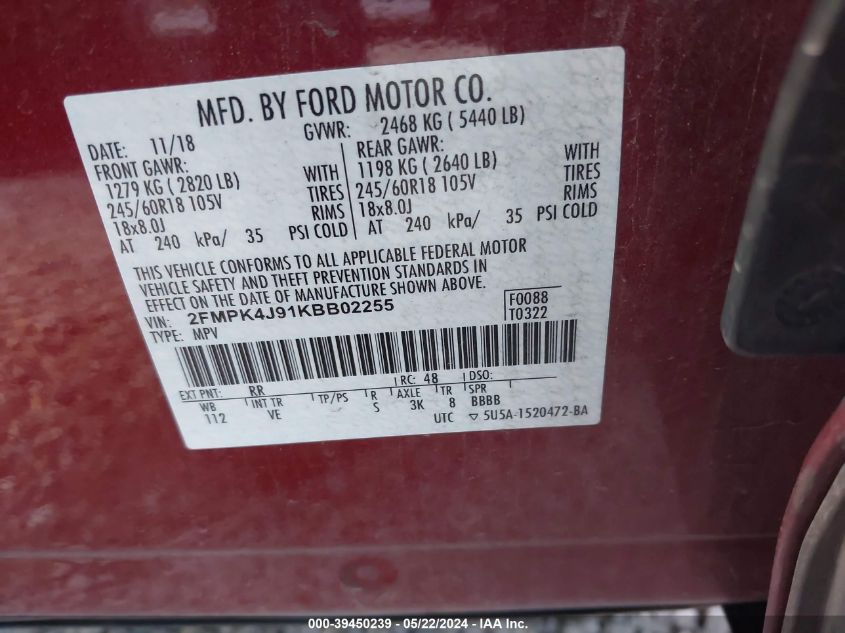 MFD. BY FORD MOTOR CO.
DATE: 11/18 GVWR: 2468 KG ( 5440 LB)
FRONT GAWR: REAR GAWR:
1279 KG ( 2820 LB) WITH 1198 KG ( 2640 LB) WITH
245/60R18 105V TIRES 245/60R18 105V TIRES
18x8.0J RIMS 18x8.0J RIMS
AT 240 kPa/ 35 PSI COLD AT 240 kPa/ 35 PSI COLD
THIS VEHICLE CONFORMS TO ALL APPLICABLE FEDERAL MOTOR
VEHICLE SAFETY AND THEFT PREVENTION STANDARDS IN
EFFECT ON THE DATE OF MANUFACTURE SHOWN ABOVE.
VIN: 2FMPK4J91KBB02255 F0088
TYPE: MPV T0322
EXT PNT: RR RC: 48 DSO:
WB INT TR TP/PS R AXLE TR SPR
112 VE S 3K 8 BBBB
UTC ▽ 5U5A-1520472-BA
000-39450239 - 05/22/2024 - IAA Inc.